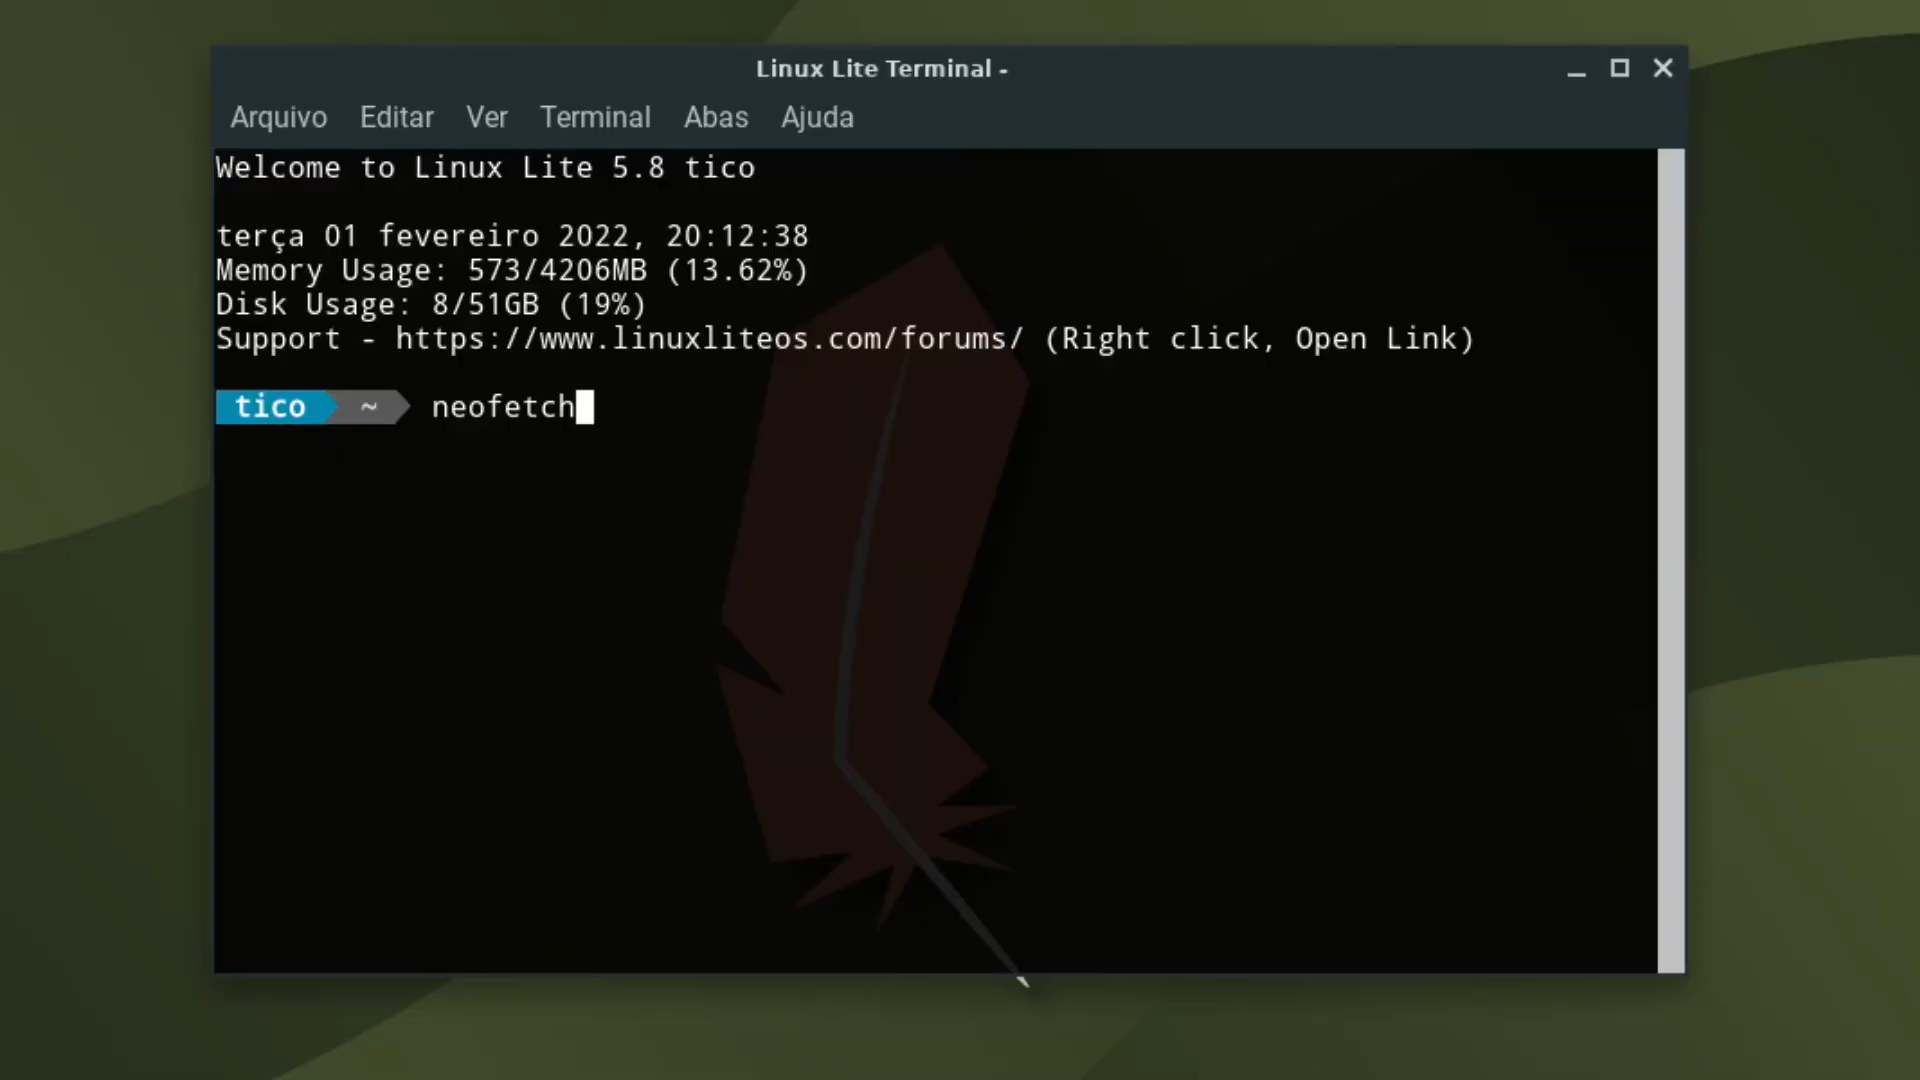 Linux Lite Terminal -
Arquivo Editar Ver Terminal Abas Ajuda
Welcome to Linux Lite 5.8 tico
terça 01 fevereiro 2022, 20:12:38
Memory Usage: 573/4206MB (13.62%)
Disk Usage: 8/51GB (19%)
Support - https://www.linuxliteos.com/forums/ (Right click, Open Link)
tico ~ neofetch